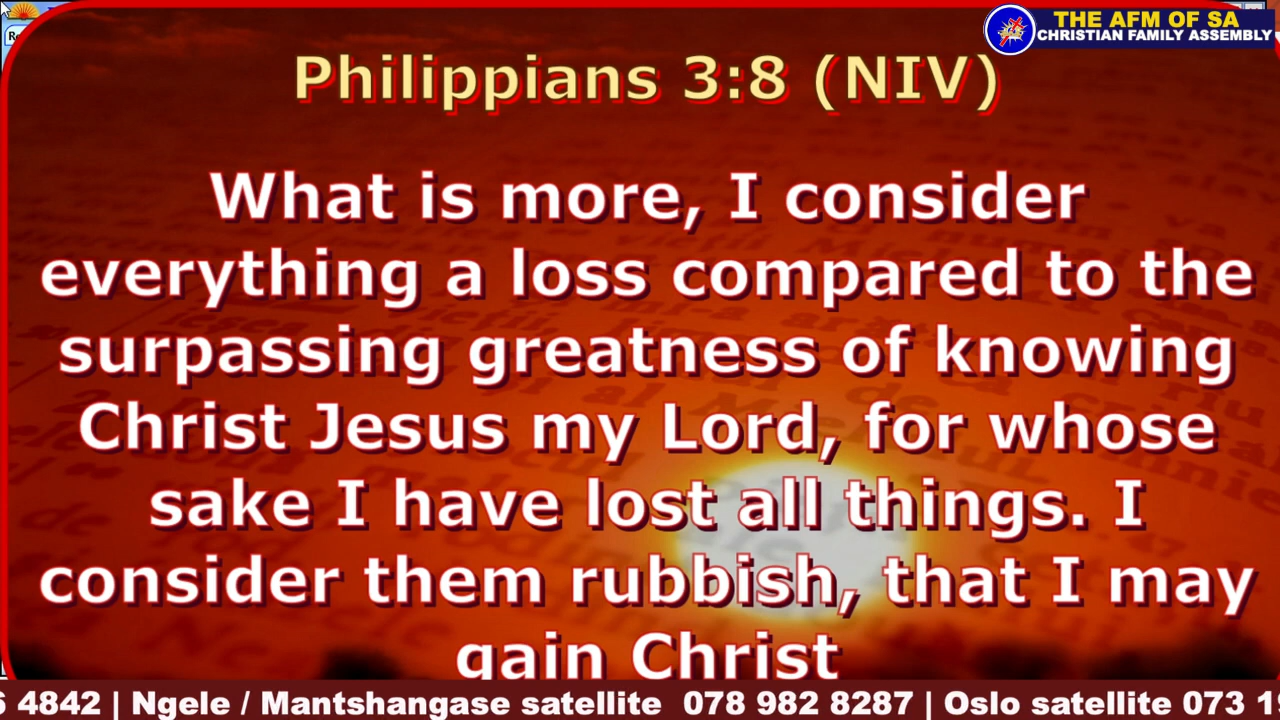 THE AFM OF SA
CHRISTIAN FAMILY ASSEMBLY
Philippians 3:8 (NIV)
What is more, I consider
everything a loss compared to the
surpassing greatness of knowing
Christ Jesus my Lord, for whose
sake I have lost all things. I
consider them rubbish, that I may
gain Christ
4842 | Ngele / Mantshangase satellite 078 982 8287 | Oslo satellite 073